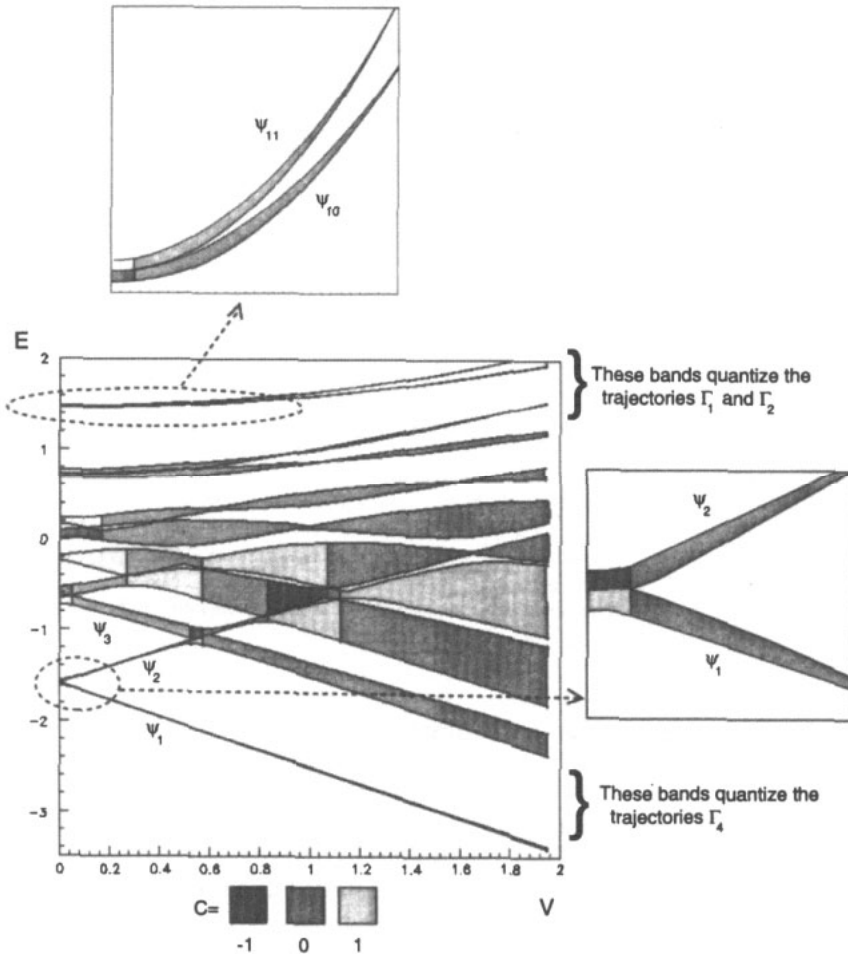 Ψ11
Ψ10
E
2
1
0
-1
-2
-3
These bands quantize the
trajectories Γ1 and Γ2
Ψ3
Ψ2
Ψ1
Ψ2
Ψ1
These bands quantize the
trajectories Γ4
0
0.2
0.4
0.6
0.8
1
1.2
1.4
1.6
1.8
2
C=
V
-1
0
1